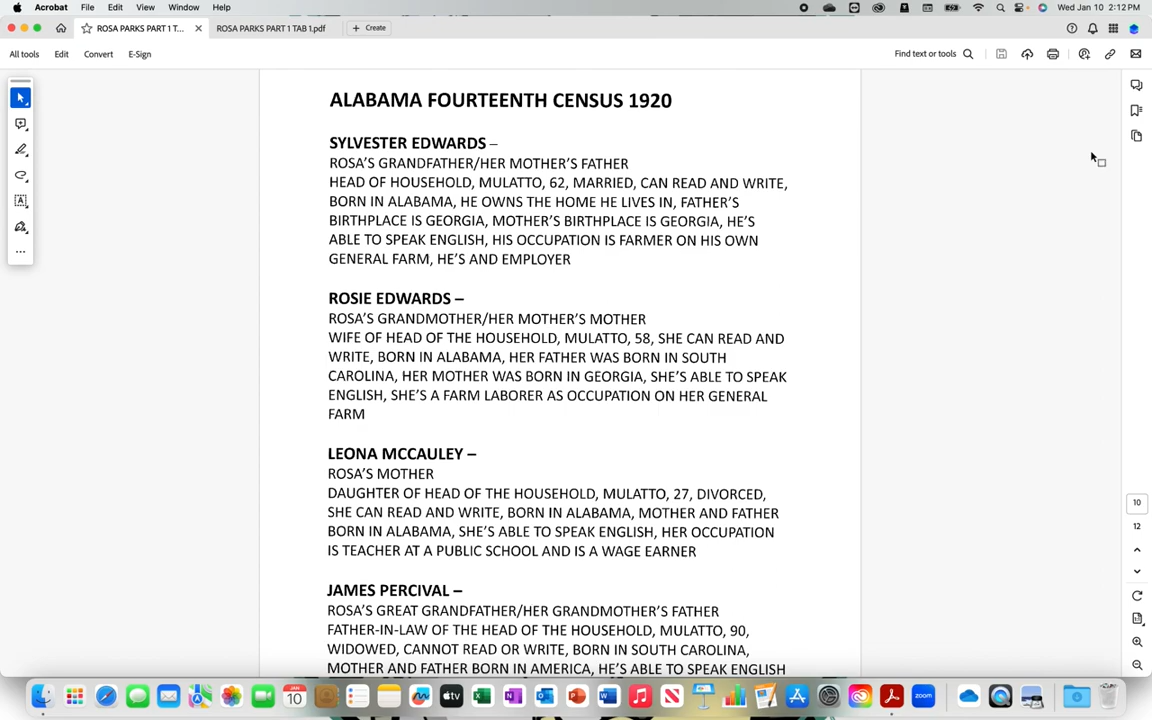 Acrobat File Edit View Window Help Wed Jan 10 2:12 PM
ROSA PARKS PART 1 T... ROSA PARKS PART 1 TAB 1.pdf + Create
All tools Edit Convert E-Sign Find text or tools
ALABAMA FOURTEENTH CENSUS 1920
SYLVESTER EDWARDS –
ROSA'S GRANDFATHER/HER MOTHER'S FATHER
HEAD OF HOUSEHOLD, MULATTO, 62, MARRIED, CAN READ AND WRITE,
BORN IN ALABAMA, HE OWNS THE HOME HE LIVES IN, FATHER'S
BIRTHPLACE IS GEORGIA, MOTHER'S BIRTHPLACE IS GEORGIA, HE'S
ABLE TO SPEAK ENGLISH, HIS OCCUPATION IS FARMER ON HIS OWN
GENERAL FARM, HE'S AND EMPLOYER
ROSIE EDWARDS –
ROSA'S GRANDMOTHER/HER MOTHER'S MOTHER
WIFE OF HEAD OF THE HOUSEHOLD, MULATTO, 58, SHE CAN READ AND
WRITE, BORN IN ALABAMA, HER FATHER WAS BORN IN SOUTH
CAROLINA, HER MOTHER WAS BORN IN GEORGIA, SHE'S ABLE TO SPEAK
ENGLISH, SHE'S A FARM LABORER AS OCCUPATION ON HER GENERAL
FARM
LEONA MCCAULEY –
ROSA'S MOTHER
DAUGHTER OF HEAD OF THE HOUSEHOLD, MULATTO, 27, DIVORCED,
SHE CAN READ AND WRITE, BORN IN ALABAMA, MOTHER AND FATHER
BORN IN ALABAMA, SHE'S ABLE TO SPEAK ENGLISH, HER OCCUPATION
IS TEACHER AT A PUBLIC SCHOOL AND IS A WAGE EARNER
JAMES PERCIVAL –
ROSA'S GREAT GRANDFATHER/HER GRANDMOTHER'S FATHER
FATHER-IN-LAW OF THE HEAD OF THE HOUSEHOLD, MULATTO, 90,
WIDOWED, CANNOT READ OR WRITE, BORN IN SOUTH CAROLINA,
MOTHER AND FATHER BORN IN AMERICA, HE'S ABLE TO SPEAK ENGLISH
10
12
JAN
10
tv
zoom